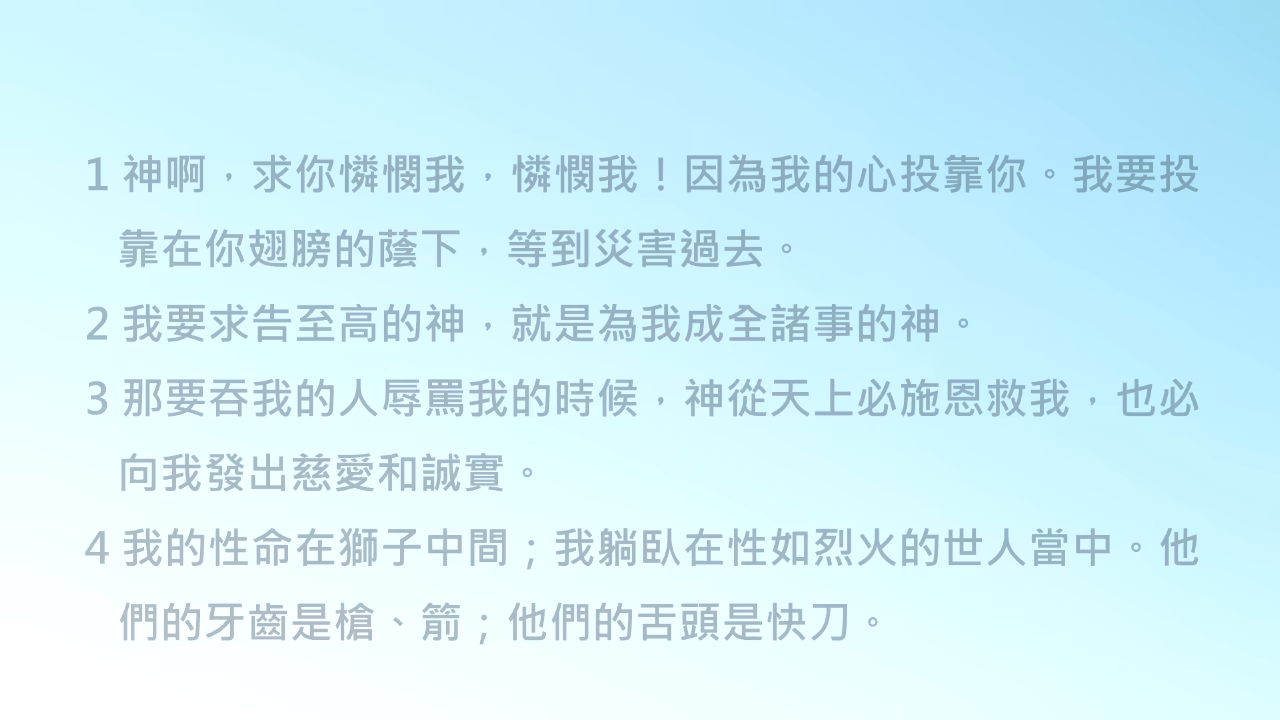 1 神啊，求你憐憫我，憐憫我！因為我的心投靠你。我要投
靠在你翅膀的蔭下，等到災害過去。
2 我要求告至高的神，就是為我成全諸事的神。
3 那要吞我的人辱罵我的時候，神從天上必施恩救我，也必
向我發出慈愛和誠實。
4 我的性命在獅子中間；我躺臥在性如烈火的世人當中。他
們的牙齒是槍、箭；他們的舌頭是快刀。